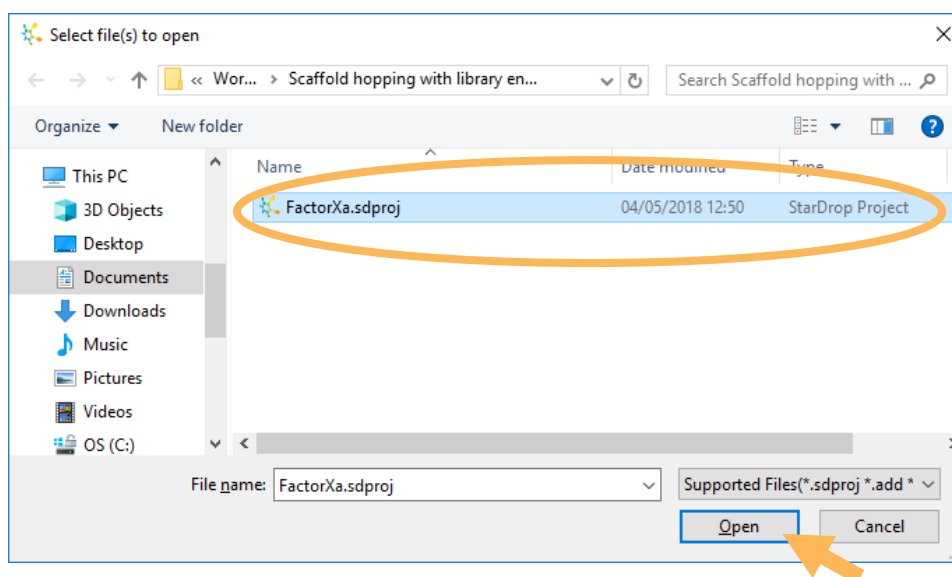 Select file(s) to open
« Wor... > Scaffold hopping with library en...
Search Scaffold hopping with ...
Organize
New folder
?
Name
Date modified
Type
This PC
FactorXa.sdproj
04/05/2018 12:50
StarDrop Project
3D Objects
Desktop
Documents
Downloads
Music
Pictures
Videos
OS (C:)
File name:
FactorXa.sdproj
Supported Files(*.sdproj *.add *
Open
Cancel